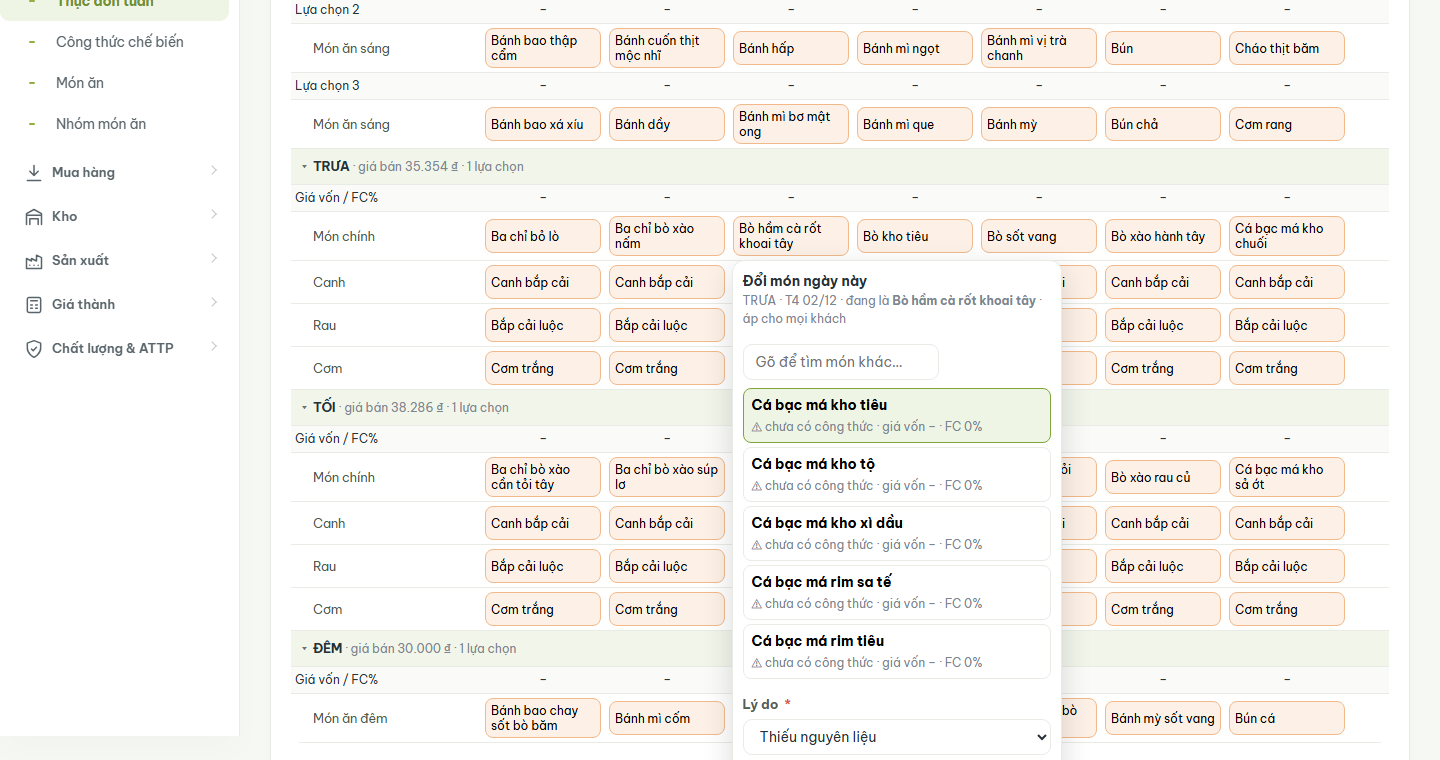 Thực đơn tuần
Công thức chế biến
Món ăn
Nhóm món ăn
Mua hàng
Kho
Sản xuất
Giá thành
Chất lượng & ATTP
Lựa chọn 2 – – – – – – –
Món ăn sáng Bánh bao thập cẩm Bánh cuốn thịt mộc nhĩ Bánh hấp Bánh mì ngọt Bánh mì vị trà chanh Bún Cháo thịt băm
Lựa chọn 3 – – – – – – –
Món ăn sáng Bánh bao xá xíu Bánh dầy Bánh mì bơ mật ong Bánh mì que Bánh mỳ Bún chả Cơm rang
TRƯA · giá bán 35.354 ₫ · 1 lựa chọn
Giá vốn / FC% – – – – – – –
Món chính Ba chỉ bỏ lò Ba chỉ bò xào nấm Bò hầm cà rốt khoai tây Bò kho tiêu Bò sốt vang Bò xào hành tây Cá bạc má kho chuối
Canh Canh bắp cải Canh bắp cải Canh bắp cải Canh bắp cải
Rau Bắp cải luộc Bắp cải luộc Bắp cải luộc Bắp cải luộc
Cơm Cơm trắng Cơm trắng Cơm trắng Cơm trắng
TỐI · giá bán 38.286 ₫ · 1 lựa chọn
Giá vốn / FC% – – – –
Món chính Ba chỉ bò xào cần tỏi tây Ba chỉ bò xào súp lơ Bò xào rau củ Cá bạc má kho sả ớt
Canh Canh bắp cải Canh bắp cải Canh bắp cải Canh bắp cải
Rau Bắp cải luộc Bắp cải luộc Bắp cải luộc Bắp cải luộc
Cơm Cơm trắng Cơm trắng Cơm trắng Cơm trắng
ĐÊM · giá bán 30.000 ₫ · 1 lựa chọn
Giá vốn / FC% – – – –
Món ăn đêm Bánh bao chay sốt bò băm Bánh mì cốm bò Bánh mỳ sốt vang Bún cá
Đổi món ngày này
TRƯA · T4 02/12 · đang là Bò hầm cà rốt khoai tây ·
áp cho mọi khách
Gõ để tìm món khác...
Cá bạc má kho tiêu
⚠ chưa có công thức · giá vốn – · FC 0%
Cá bạc má kho tộ
⚠ chưa có công thức · giá vốn – · FC 0%
Cá bạc má kho xì dầu
⚠ chưa có công thức · giá vốn – · FC 0%
Cá bạc má rim sa tế
⚠ chưa có công thức · giá vốn – · FC 0%
Cá bạc má rim tiêu
⚠ chưa có công thức · giá vốn – · FC 0%
Lý do *
Thiếu nguyên liệu